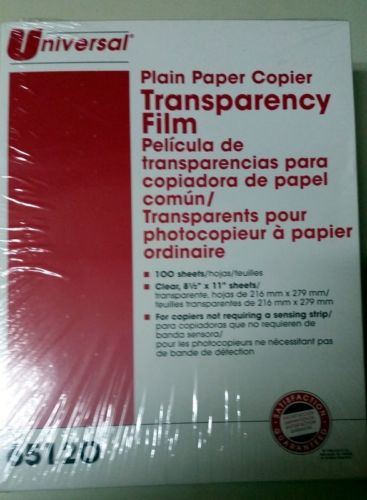 Universal®
Plain Paper Copier
Transparency
Film
Película de
transparencias para
copiadora de papel
común/
Transparents pour
photocopieur à papier
ordinaire
100 sheets/hojas/feuilles
Clear, 8½" x 11" sheets/
transparente, hojas de 216 mm x 279 mm/
feuilles transparentes de 216 mm x 279 mm
For copiers not requiring a sensing strip/
para copiadoras que no requieren de
banda sensora/
pour les photocopieurs ne nécessitant pas
de bande de détection
SATISFACTION
GUARANTEED
65120